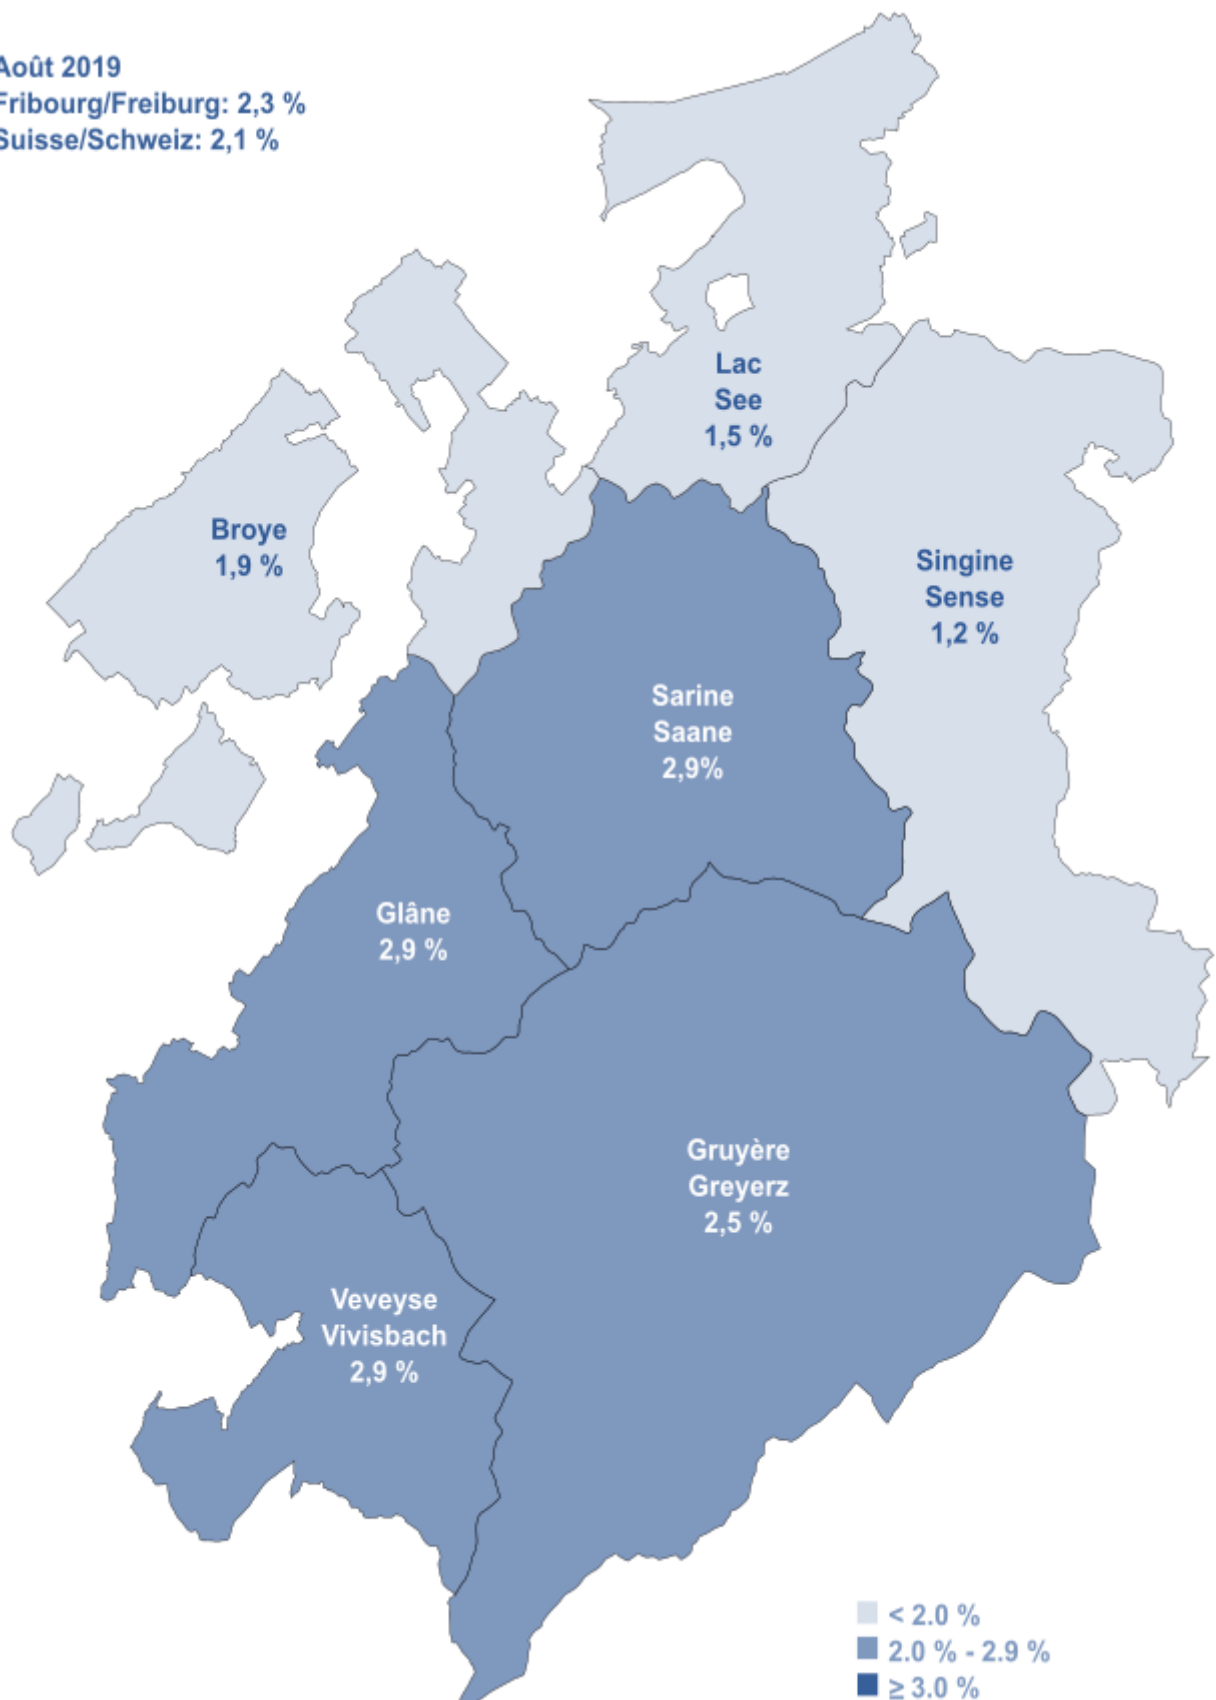 Août 2019
Fribourg/Freiburg: 2,3 %
Suisse/Schweiz: 2,1 %
Lac
See
1,5 %
Broye
1,9 %
Singine
Sense
1,2 %
Sarine
Saane
2,9%
Glâne
2,9 %
Gruyère
Greyerz
2,5 %
Veveyse
Vivisbach
2,9 %
< 2.0 %
2.0 % - 2.9 %
≥ 3.0 %